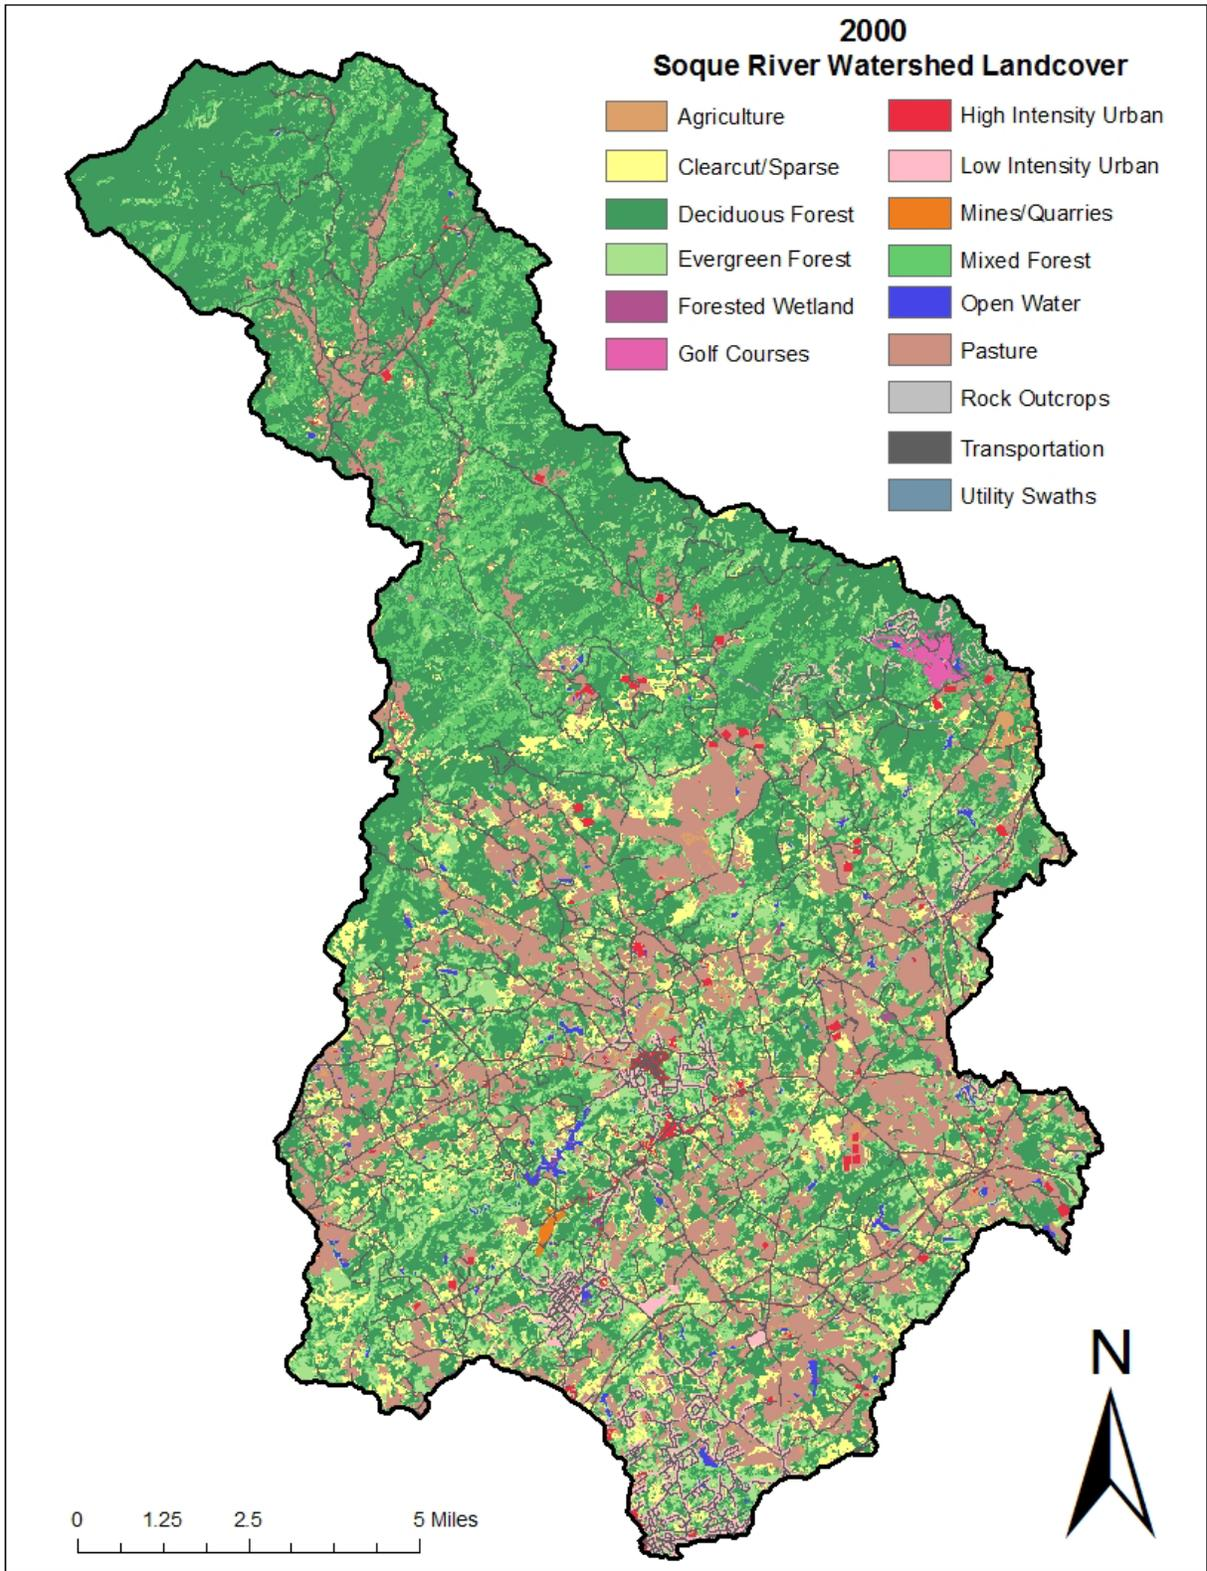 2000
Soque River Watershed Landcover
Agriculture
Clearcut/Sparse
Deciduous Forest
Evergreen Forest
Forested Wetland
Golf Courses
High Intensity Urban
Low Intensity Urban
Mines/Quarries
Mixed Forest
Open Water
Pasture
Rock Outcrops
Transportation
Utility Swaths
N
0 1.25 2.5 5 Miles